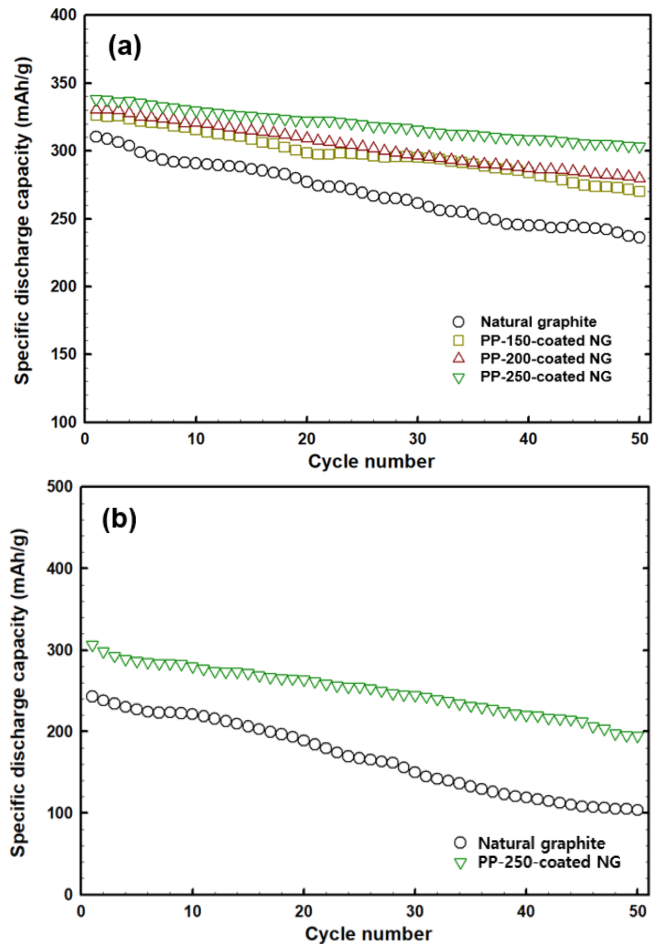 400
350
300
250
200
150
100
(a)
Specific discharge capacity (mAh/g)
Natural graphite
PP-150-coated NG
PP-200-coated NG
PP-250-coated NG
0 10 20 30 40 50
Cycle number
500
400
300
200
100
0
(b)
Specific discharge capacity (mAh/g)
Natural graphite
PP-250-coated NG
0 10 20 30 40 50
Cycle number